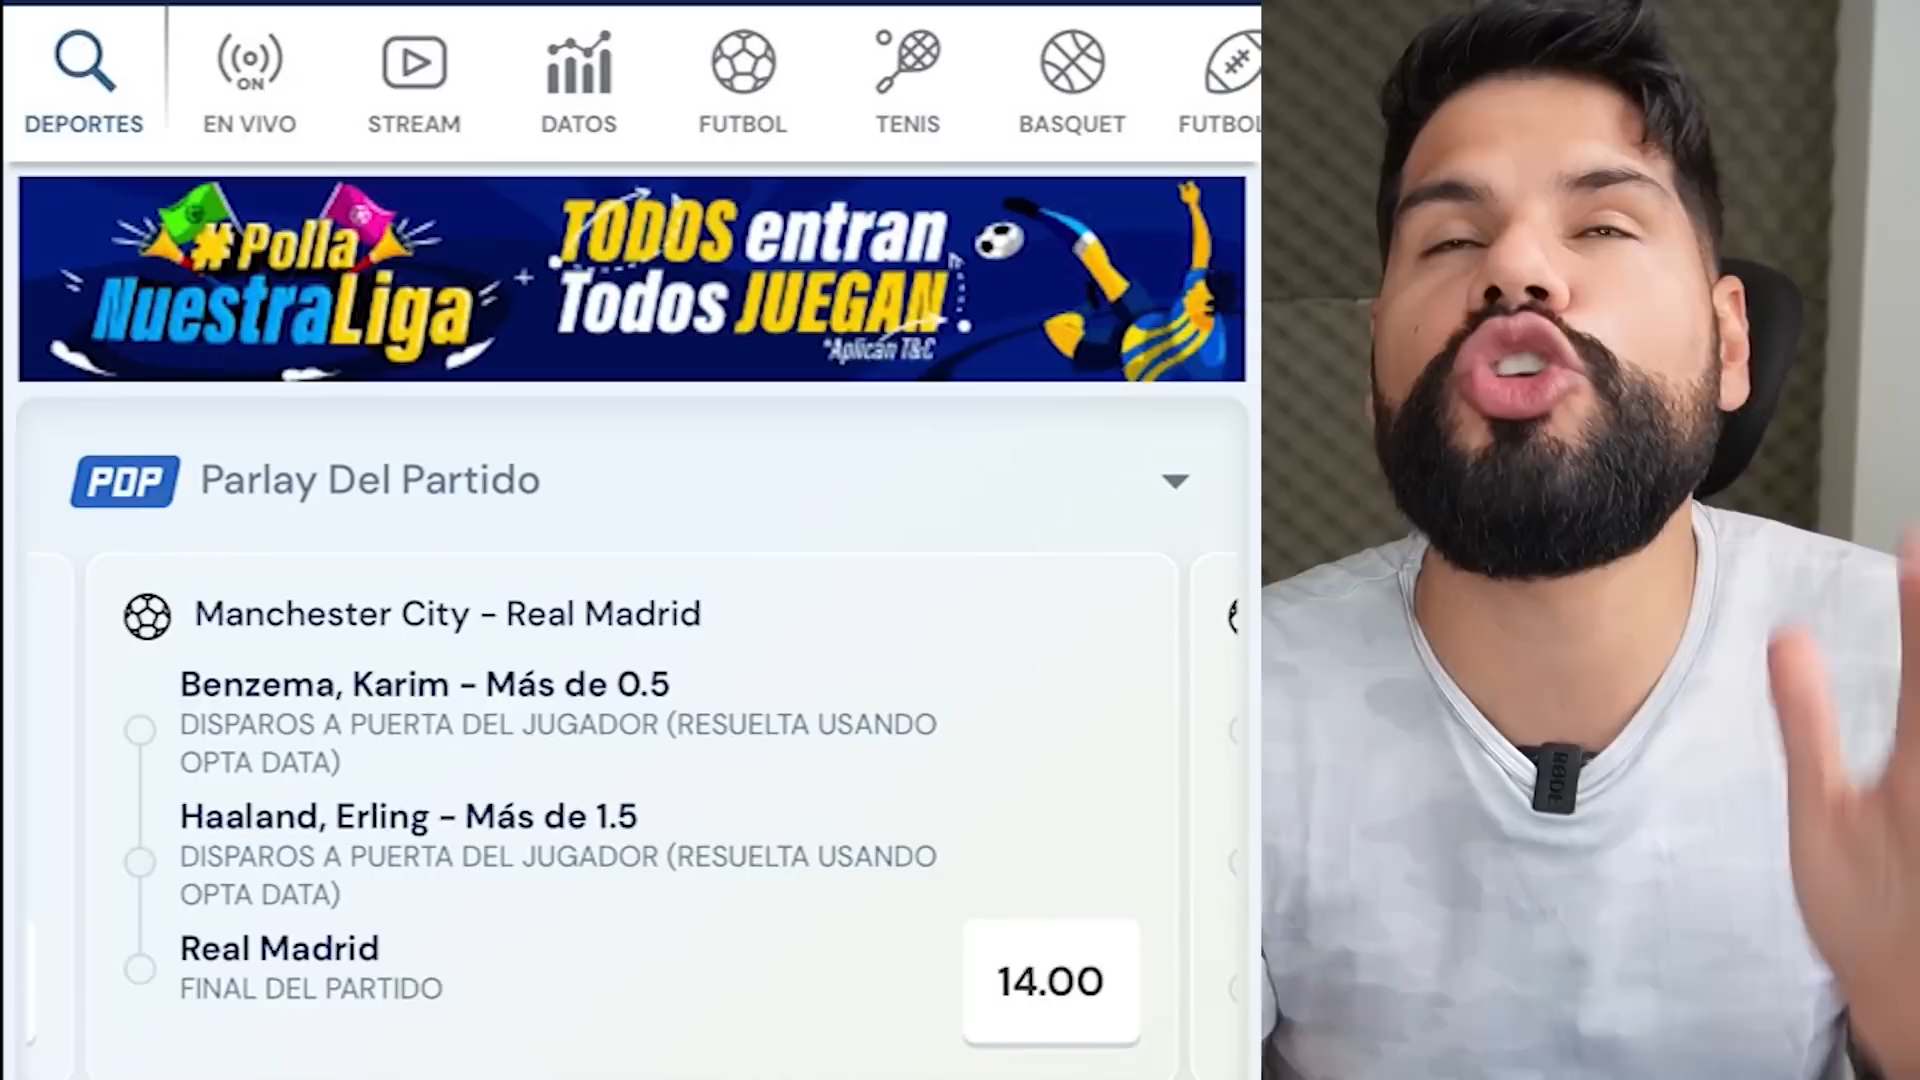 ON
DEPORTES
EN VIVO
STREAM
DATOS
FUTBOL
TENIS
BASQUET
FUTBOL
#Polla
NuestraLiga
TODOS entran
Todos JUEGAN
*Aplican T&C
PDP Parlay Del Partido
Manchester City - Real Madrid
Benzema, Karim - Más de 0.5
DISPAROS A PUERTA DEL JUGADOR (RESUELTA USANDO
OPTA DATA)
Haaland, Erling - Más de 1.5
DISPAROS A PUERTA DEL JUGADOR (RESUELTA USANDO
OPTA DATA)
Real Madrid
FINAL DEL PARTIDO
14.00
RØDE